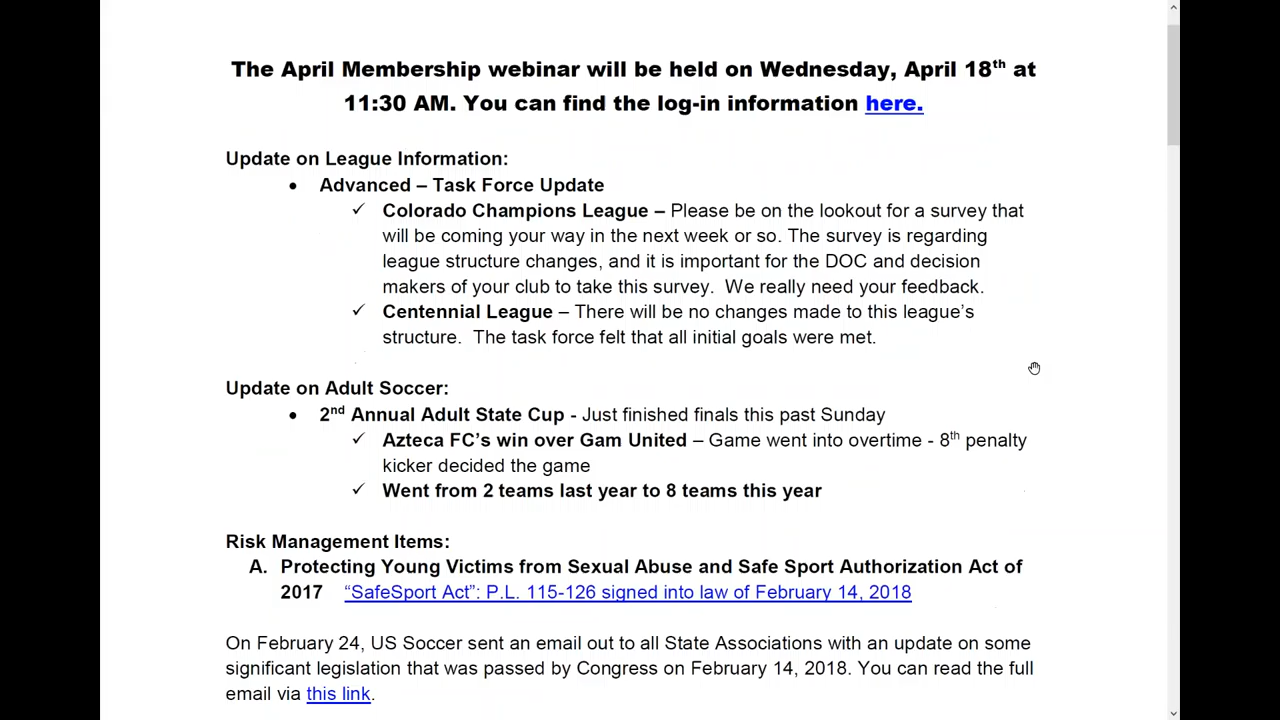 The April Membership webinar will be held on Wednesday, April 18th at
11:30 AM. You can find the log-in information here.
Update on League Information:
• Advanced – Task Force Update
✓ Colorado Champions League – Please be on the lookout for a survey that
will be coming your way in the next week or so. The survey is regarding
league structure changes, and it is important for the DOC and decision
makers of your club to take this survey.  We really need your feedback.
✓ Centennial League – There will be no changes made to this league's
structure.  The task force felt that all initial goals were met.
Update on Adult Soccer:
• 2nd Annual Adult State Cup - Just finished finals this past Sunday
✓ Azteca FC's win over Gam United – Game went into overtime - 8th penalty
kicker decided the game
✓ Went from 2 teams last year to 8 teams this year
Risk Management Items:
A. Protecting Young Victims from Sexual Abuse and Safe Sport Authorization Act of
2017 “SafeSport Act”: P.L. 115-126 signed into law of February 14, 2018
On February 24, US Soccer sent an email out to all State Associations with an update on some
significant legislation that was passed by Congress on February 14, 2018. You can read the full
email via this link.